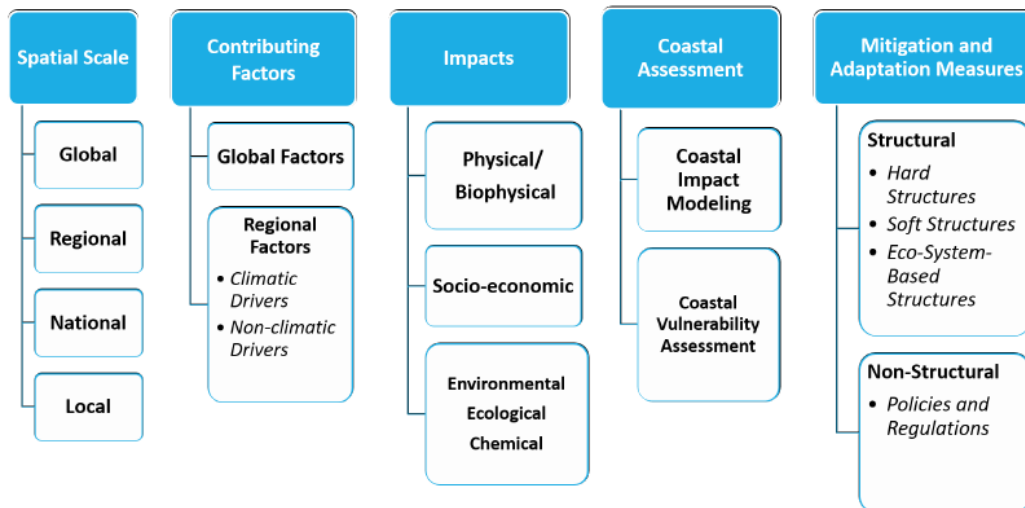 Spatial Scale
Global
Regional
National
Local
Contributing
Factors
Global Factors
Regional
Factors
• Climatic
Drivers
• Non-climatic
Drivers
Impacts
Physical/
Biophysical
Socio-economic
Environmental
Ecological
Chemical
Coastal
Assessment
Coastal
Impact
Modeling
Coastal
Vulnerability
Assessment
Mitigation and
Adaptation Measures
Structural
• Hard
Structures
• Soft Structures
• Eco-System-
Based
Structures
Non-Structural
• Policies and
Regulations